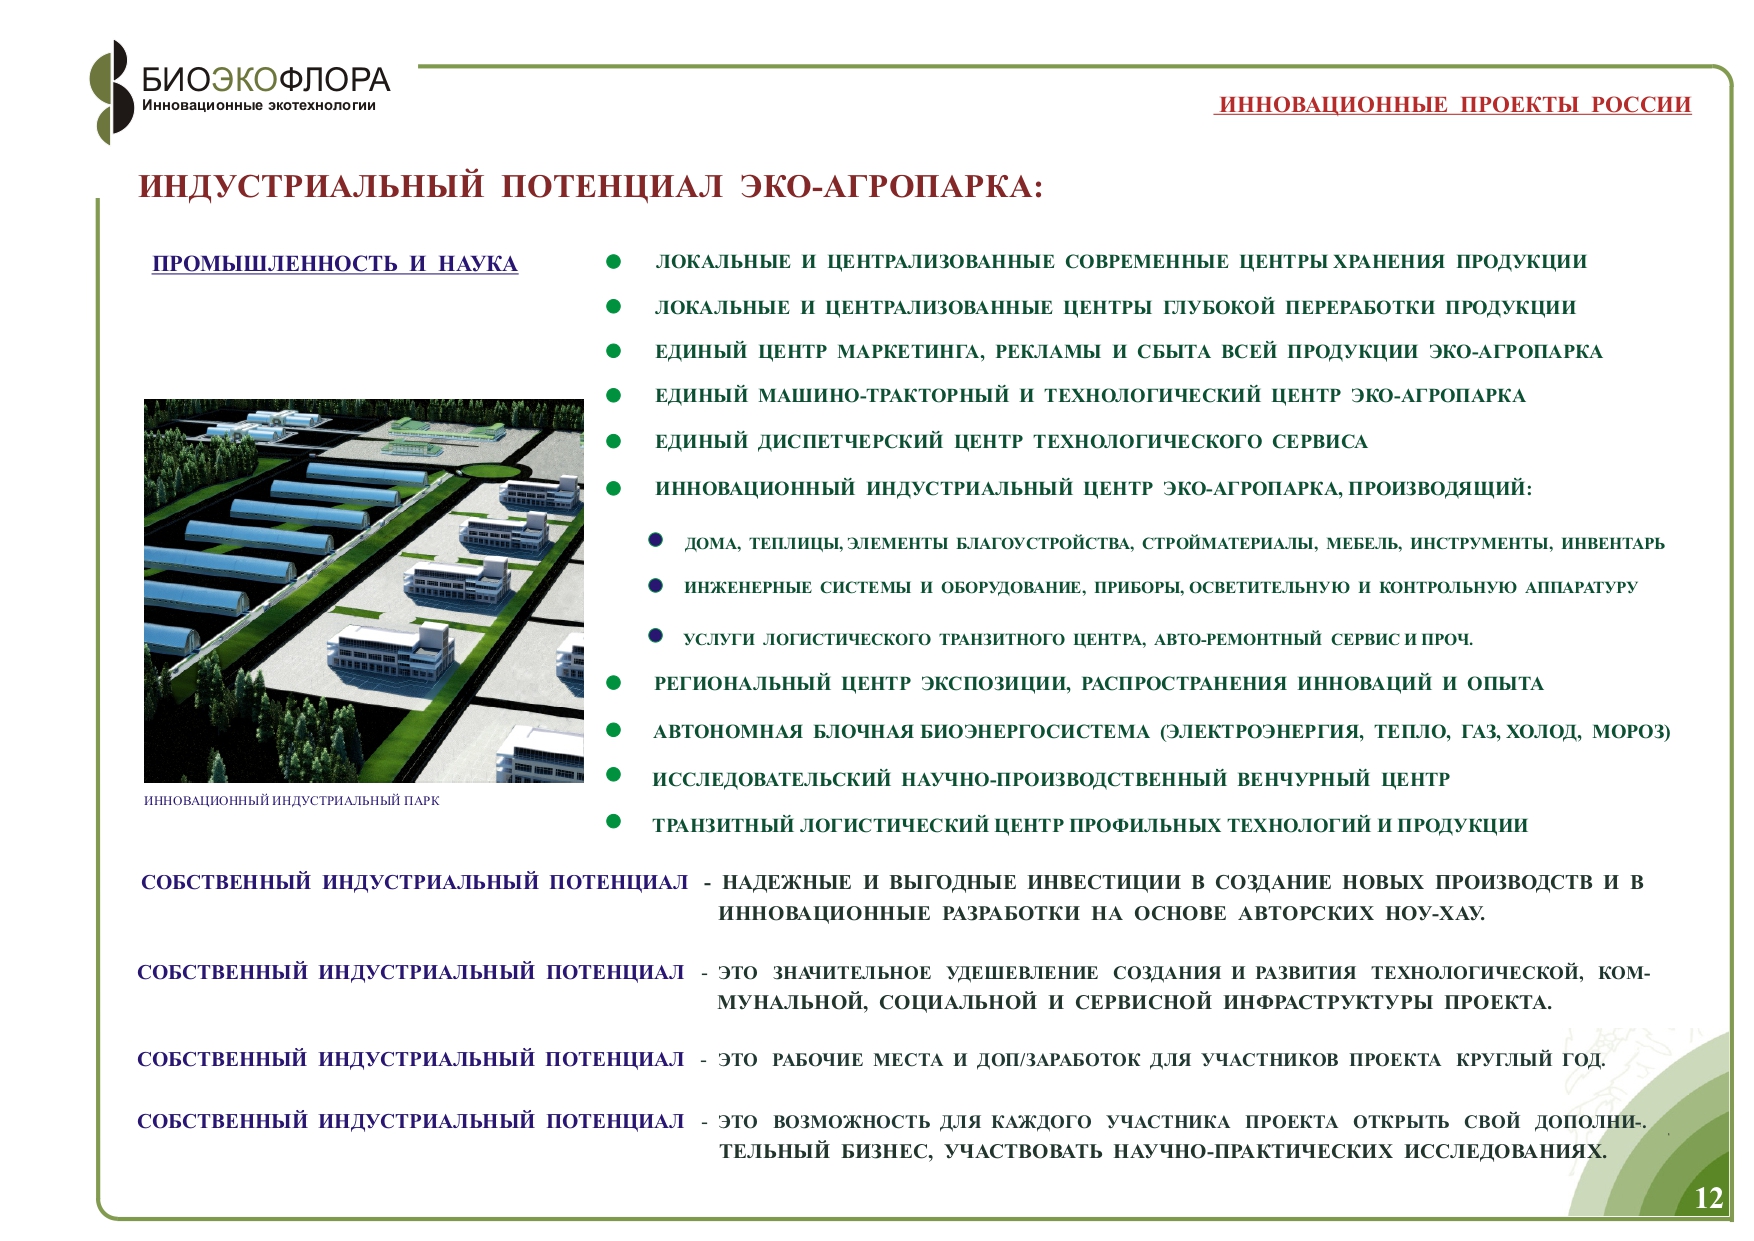 БИОЭКОФЛОРА
Инновационные экотехнологии
ИННОВАЦИОННЫЕ ПРОЕКТЫ РОССИИ
ИНДУСТРИАЛЬНЫЙ ПОТЕНЦИАЛ ЭКО-АГРОПАРКА:
ПРОМЫШЛЕННОСТЬ И НАУКА
ЛОКАЛЬНЫЕ И ЦЕНТРАЛИЗОВАННЫЕ СОВРЕМЕННЫЕ ЦЕНТРЫ ХРАНЕНИЯ ПРОДУКЦИИ
ЛОКАЛЬНЫЕ И ЦЕНТРАЛИЗОВАННЫЕ ЦЕНТРЫ ГЛУБОКОЙ ПЕРЕРАБОТКИ ПРОДУКЦИИ
ЕДИНЫЙ ЦЕНТР МАРКЕТИНГА, РЕКЛАМЫ И СБЫТА ВСЕЙ ПРОДУКЦИИ ЭКО-АГРОПАРКА
ЕДИНЫЙ МАШИНО-ТРАКТОРНЫЙ И ТЕХНОЛОГИЧЕСКИЙ ЦЕНТР ЭКО-АГРОПАРКА
ЕДИНЫЙ ДИСПЕТЧЕРСКИЙ ЦЕНТР ТЕХНОЛОГИЧЕСКОГО СЕРВИСА
ИННОВАЦИОННЫЙ ИНДУСТРИАЛЬНЫЙ ЦЕНТР ЭКО-АГРОПАРКА, ПРОИЗВОДЯЩИЙ:
ДОМА, ТЕПЛИЦЫ, ЭЛЕМЕНТЫ БЛАГОУСТРОЙСТВА, СТРОЙМАТЕРИАЛЫ, МЕБЕЛЬ, ИНСТРУМЕНТЫ, ИНВЕНТАРЬ
ИНЖЕНЕРНЫЕ СИСТЕМЫ И ОБОРУДОВАНИЕ, ПРИБОРЫ, ОСВЕТИТЕЛЬНУЮ И КОНТРОЛЬНУЮ АППАРАТУРУ
УСЛУГИ ЛОГИСТИЧЕСКОГО ТРАНЗИТНОГО ЦЕНТРА, АВТО-РЕМОНТНЫЙ СЕРВИС И ПРОЧ.
РЕГИОНАЛЬНЫЙ ЦЕНТР ЭКСПОЗИЦИИ, РАСПРОСТРАНЕНИЯ ИННОВАЦИЙ И ОПЫТА
АВТОНОМНАЯ БЛОЧНАЯ БИОЭНЕРГОСИСТЕМА (ЭЛЕКТРОЭНЕРГИЯ, ТЕПЛО, ГАЗ, ХОЛОД, МОРОЗ)
ИССЛЕДОВАТЕЛЬСКИЙ НАУЧНО-ПРОИЗВОДСТВЕННЫЙ ВЕНЧУРНЫЙ ЦЕНТР
ТРАНЗИТНЫЙ ЛОГИСТИЧЕСКИЙ ЦЕНТР ПРОФИЛЬНЫХ ТЕХНОЛОГИЙ И ПРОДУКЦИИ
ИННОВАЦИОННЫЙ ИНДУСТРИАЛЬНЫЙ ПАРК
СОБСТВЕННЫЙ ИНДУСТРИАЛЬНЫЙ ПОТЕНЦИАЛ - НАДЕЖНЫЕ И ВЫГОДНЫЕ ИНВЕСТИЦИИ В СОЗДАНИЕ НОВЫХ ПРОИЗВОДСТВ И В
ИННОВАЦИОННЫЕ РАЗРАБОТКИ НА ОСНОВЕ АВТОРСКИХ НОУ-ХАУ.
СОБСТВЕННЫЙ ИНДУСТРИАЛЬНЫЙ ПОТЕНЦИАЛ - ЭТО ЗНАЧИТЕЛЬНОЕ УДЕШЕВЛЕНИЕ СОЗДАНИЯ И РАЗВИТИЯ ТЕХНОЛОГИЧЕСКОЙ, КОМ-
МУНАЛЬНОЙ, СОЦИАЛЬНОЙ И СЕРВИСНОЙ ИНФРАСТРУКТУРЫ ПРОЕКТА.
СОБСТВЕННЫЙ ИНДУСТРИАЛЬНЫЙ ПОТЕНЦИАЛ - ЭТО РАБОЧИЕ МЕСТА И ДОП/ЗАРАБОТОК ДЛЯ УЧАСТНИКОВ ПРОЕКТА КРУГЛЫЙ ГОД.
СОБСТВЕННЫЙ ИНДУСТРИАЛЬНЫЙ ПОТЕНЦИАЛ - ЭТО ВОЗМОЖНОСТЬ ДЛЯ КАЖДОГО УЧАСТНИКА ПРОЕКТА ОТКРЫТЬ СВОЙ ДОПОЛНИ-.
ТЕЛЬНЫЙ БИЗНЕС, УЧАСТВОВАТЬ НАУЧНО-ПРАКТИЧЕСКИХ ИССЛЕДОВАНИЯХ.
12